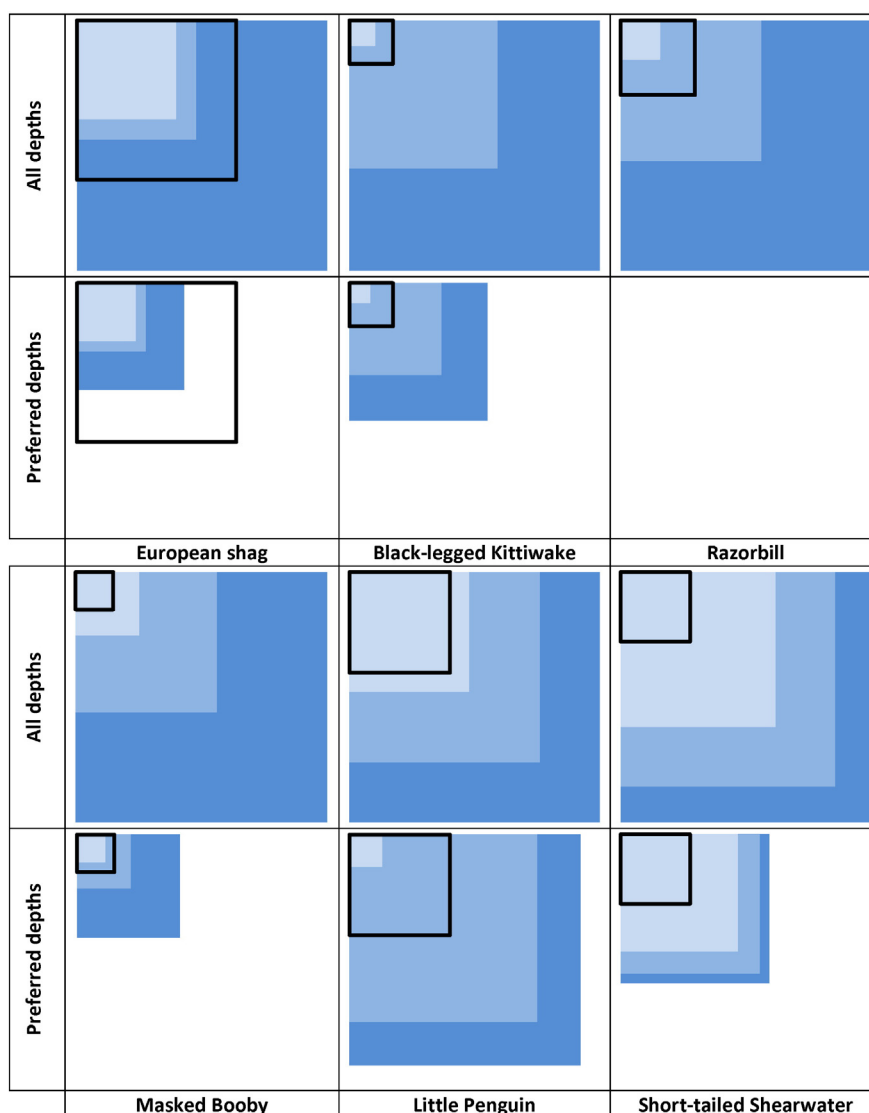 All depths
Preferred depths
European shag Black-legged Kittiwake Razorbill
All depths
Preferred depths
Masked Booby Little Penguin Short-tailed Shearwater